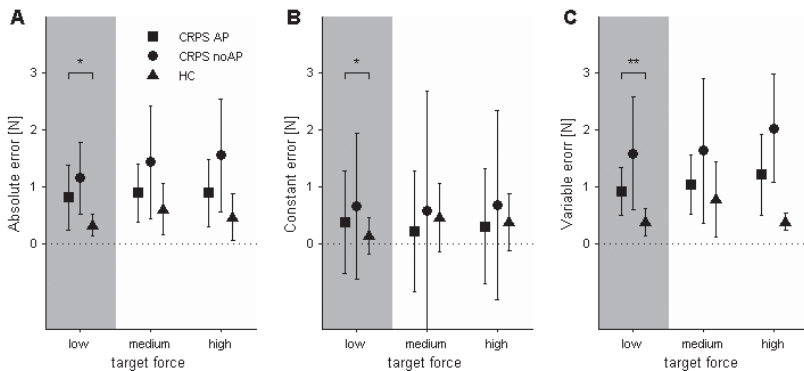 A
CRPS AP
CRPS noAP
HC
*
3
2
1
0
Absolute error [N]
low
medium
high
target force
B
*
3
2
1
0
Constant error [N]
low
medium
high
target force
C
**
3
2
1
0
Variable erorr [N]
low
medium
high
target force